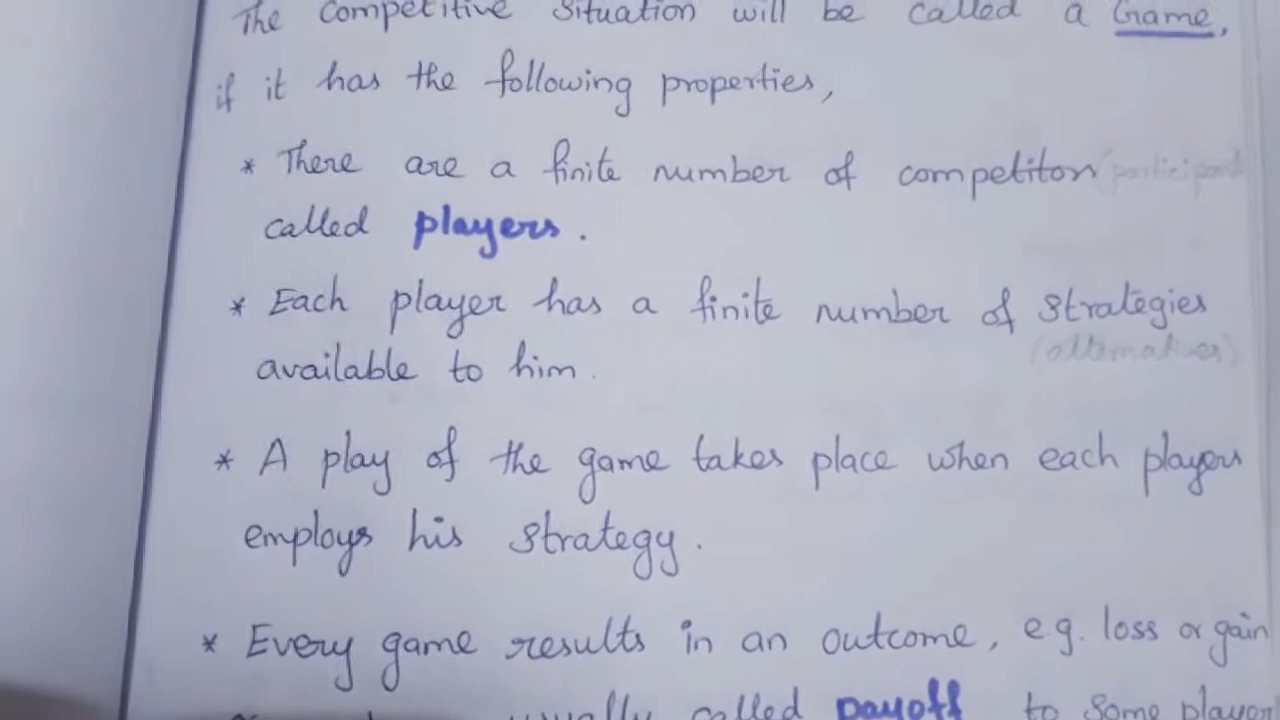 The Competitive Situation will be called a Game,
if it has the following properties,
* There are a finite number of competitors (participant
called players.
* Each player has a finite number of strategies
(alternatives)
available to him.
* A play of the game takes place when each players
employs his strategy.
* Every game results in an outcome, e.g. loss or gain
usually called payoff to some player